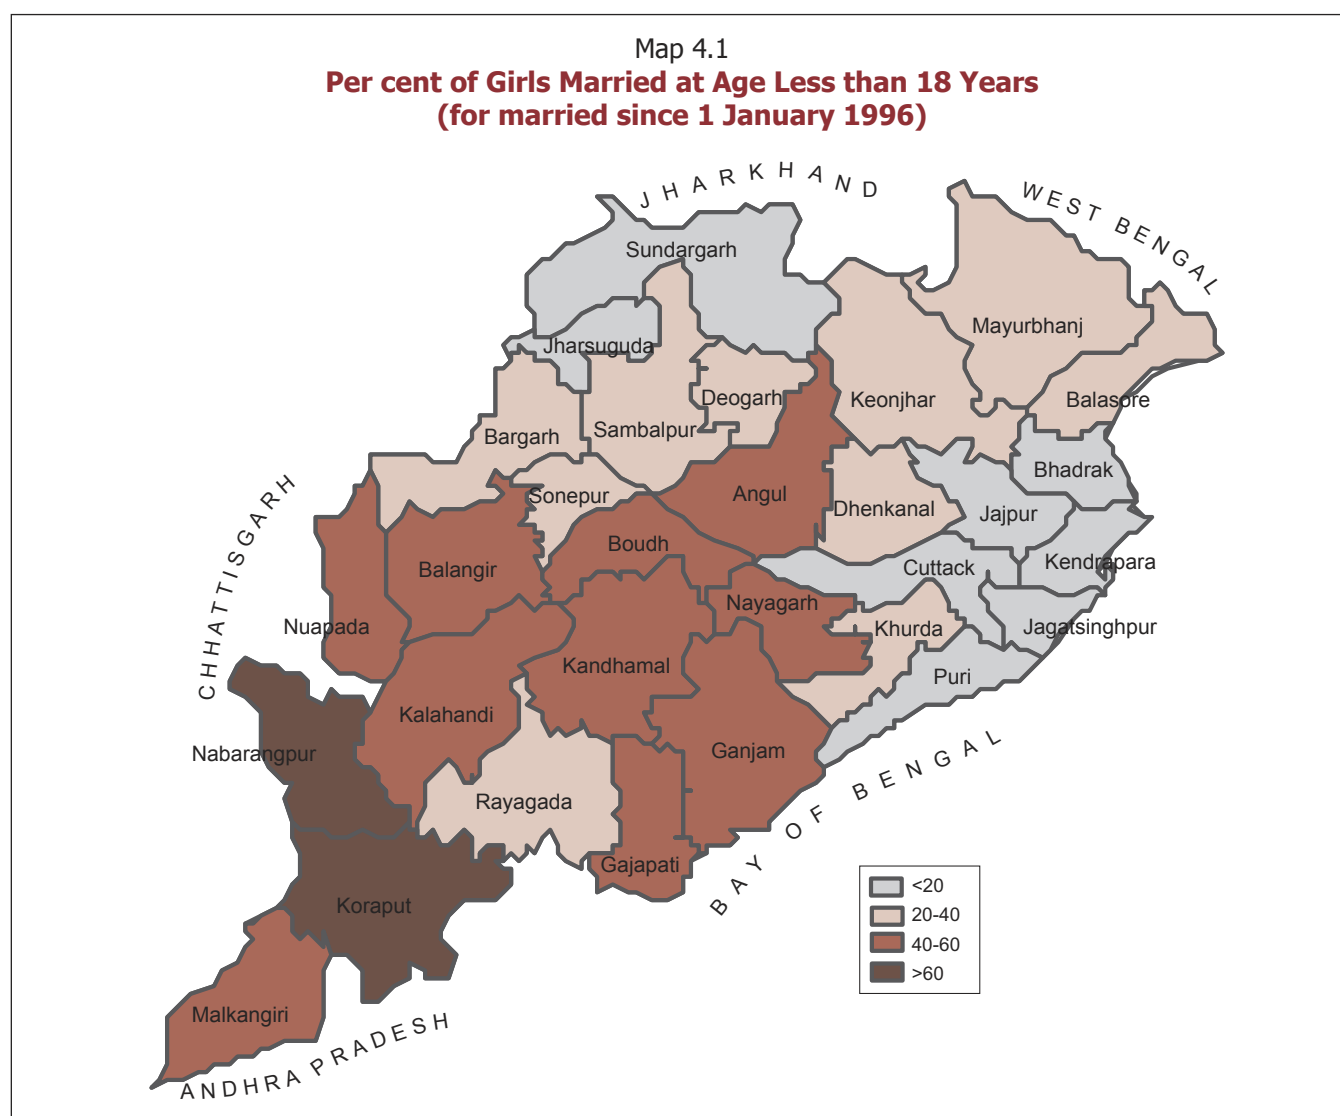 Map 4.1
Per cent of Girls Married at Age Less than 18 Years
(for married since 1 January 1996)
JHARKHAND
WEST BENGAL
Sundargarh
Mayurbhanj
Jharsuguda
Deogarh
Keonjhar
Balasore
Bargarh
Sambalpur
Bhadrak
CHHATTISGARH
Sonepur
Angul
Dhenkanal
Jajpur
Boudh
Balangir
Cuttack
Kendrapara
Nayagarh
Nuapada
Khurda
Jagatsinghpur
Kandhamal
Puri
Kalahandi
Nabarangpur
Ganjam
BAY OF BENGAL
Rayagada
Gajapati
Koraput
Malkangiri
ANDHRA PRADESH
<20
20-40
40-60
>60